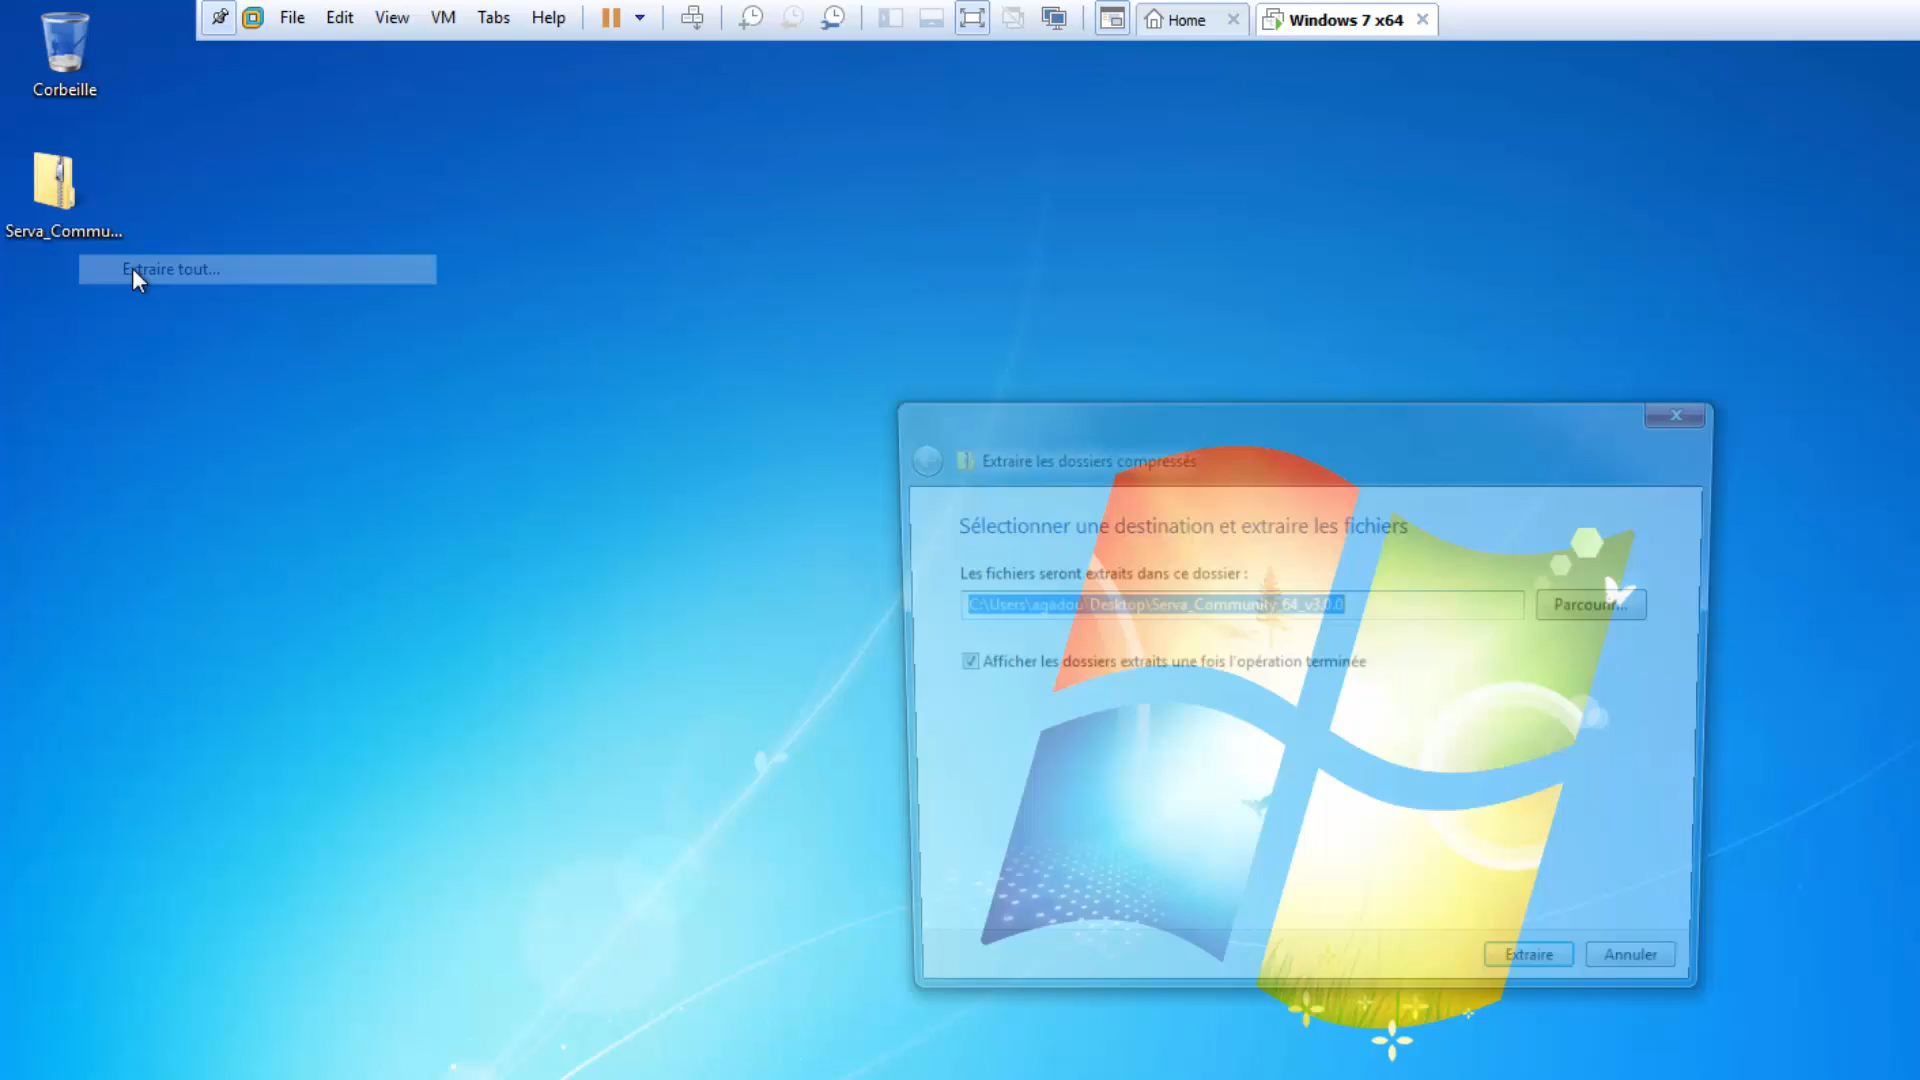 File Edit View VM Tabs Help
Home
Windows 7 x64
Corbeille
Serva_Commu...
Extraire tout...
Extraire les dossiers compressés
Sélectionner une destination et extraire les fichiers
Les fichiers seront extraits dans ce dossier :
C:\Users\agadou\Desktop\Serva_Community_64_v3.0.0
Parcourir...
Afficher les dossiers extraits une fois l'opération terminée
Extraire
Annuler